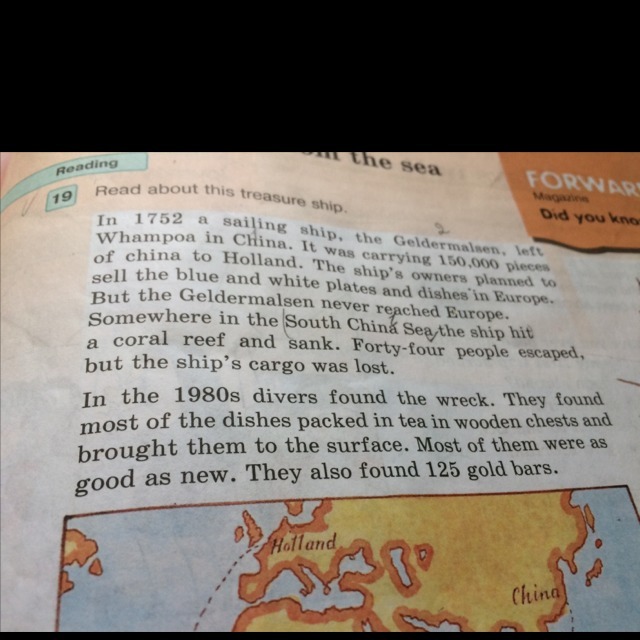 the sea
Reading
FORWAR
Magazine
Did you kno
19 Read about this treasure ship.
2
In 1752 a sailing ship, the Geldermalsen, left
Whampoa in China. It was carrying 150,000 pieces
of china to Holland. The ship's owners planned to
sell the blue and white plates and dishes in Europe.
But the Geldermalsen never reached Europe.
Somewhere in the South China Sea the ship hit
a coral reef and sank. Forty-four people escaped,
but the ship's cargo was lost.
In the 1980s divers found the wreck. They found
most of the dishes packed in tea in wooden chests and
brought them to the surface. Most of them were as
good as new. They also found 125 gold bars.
Holland
China